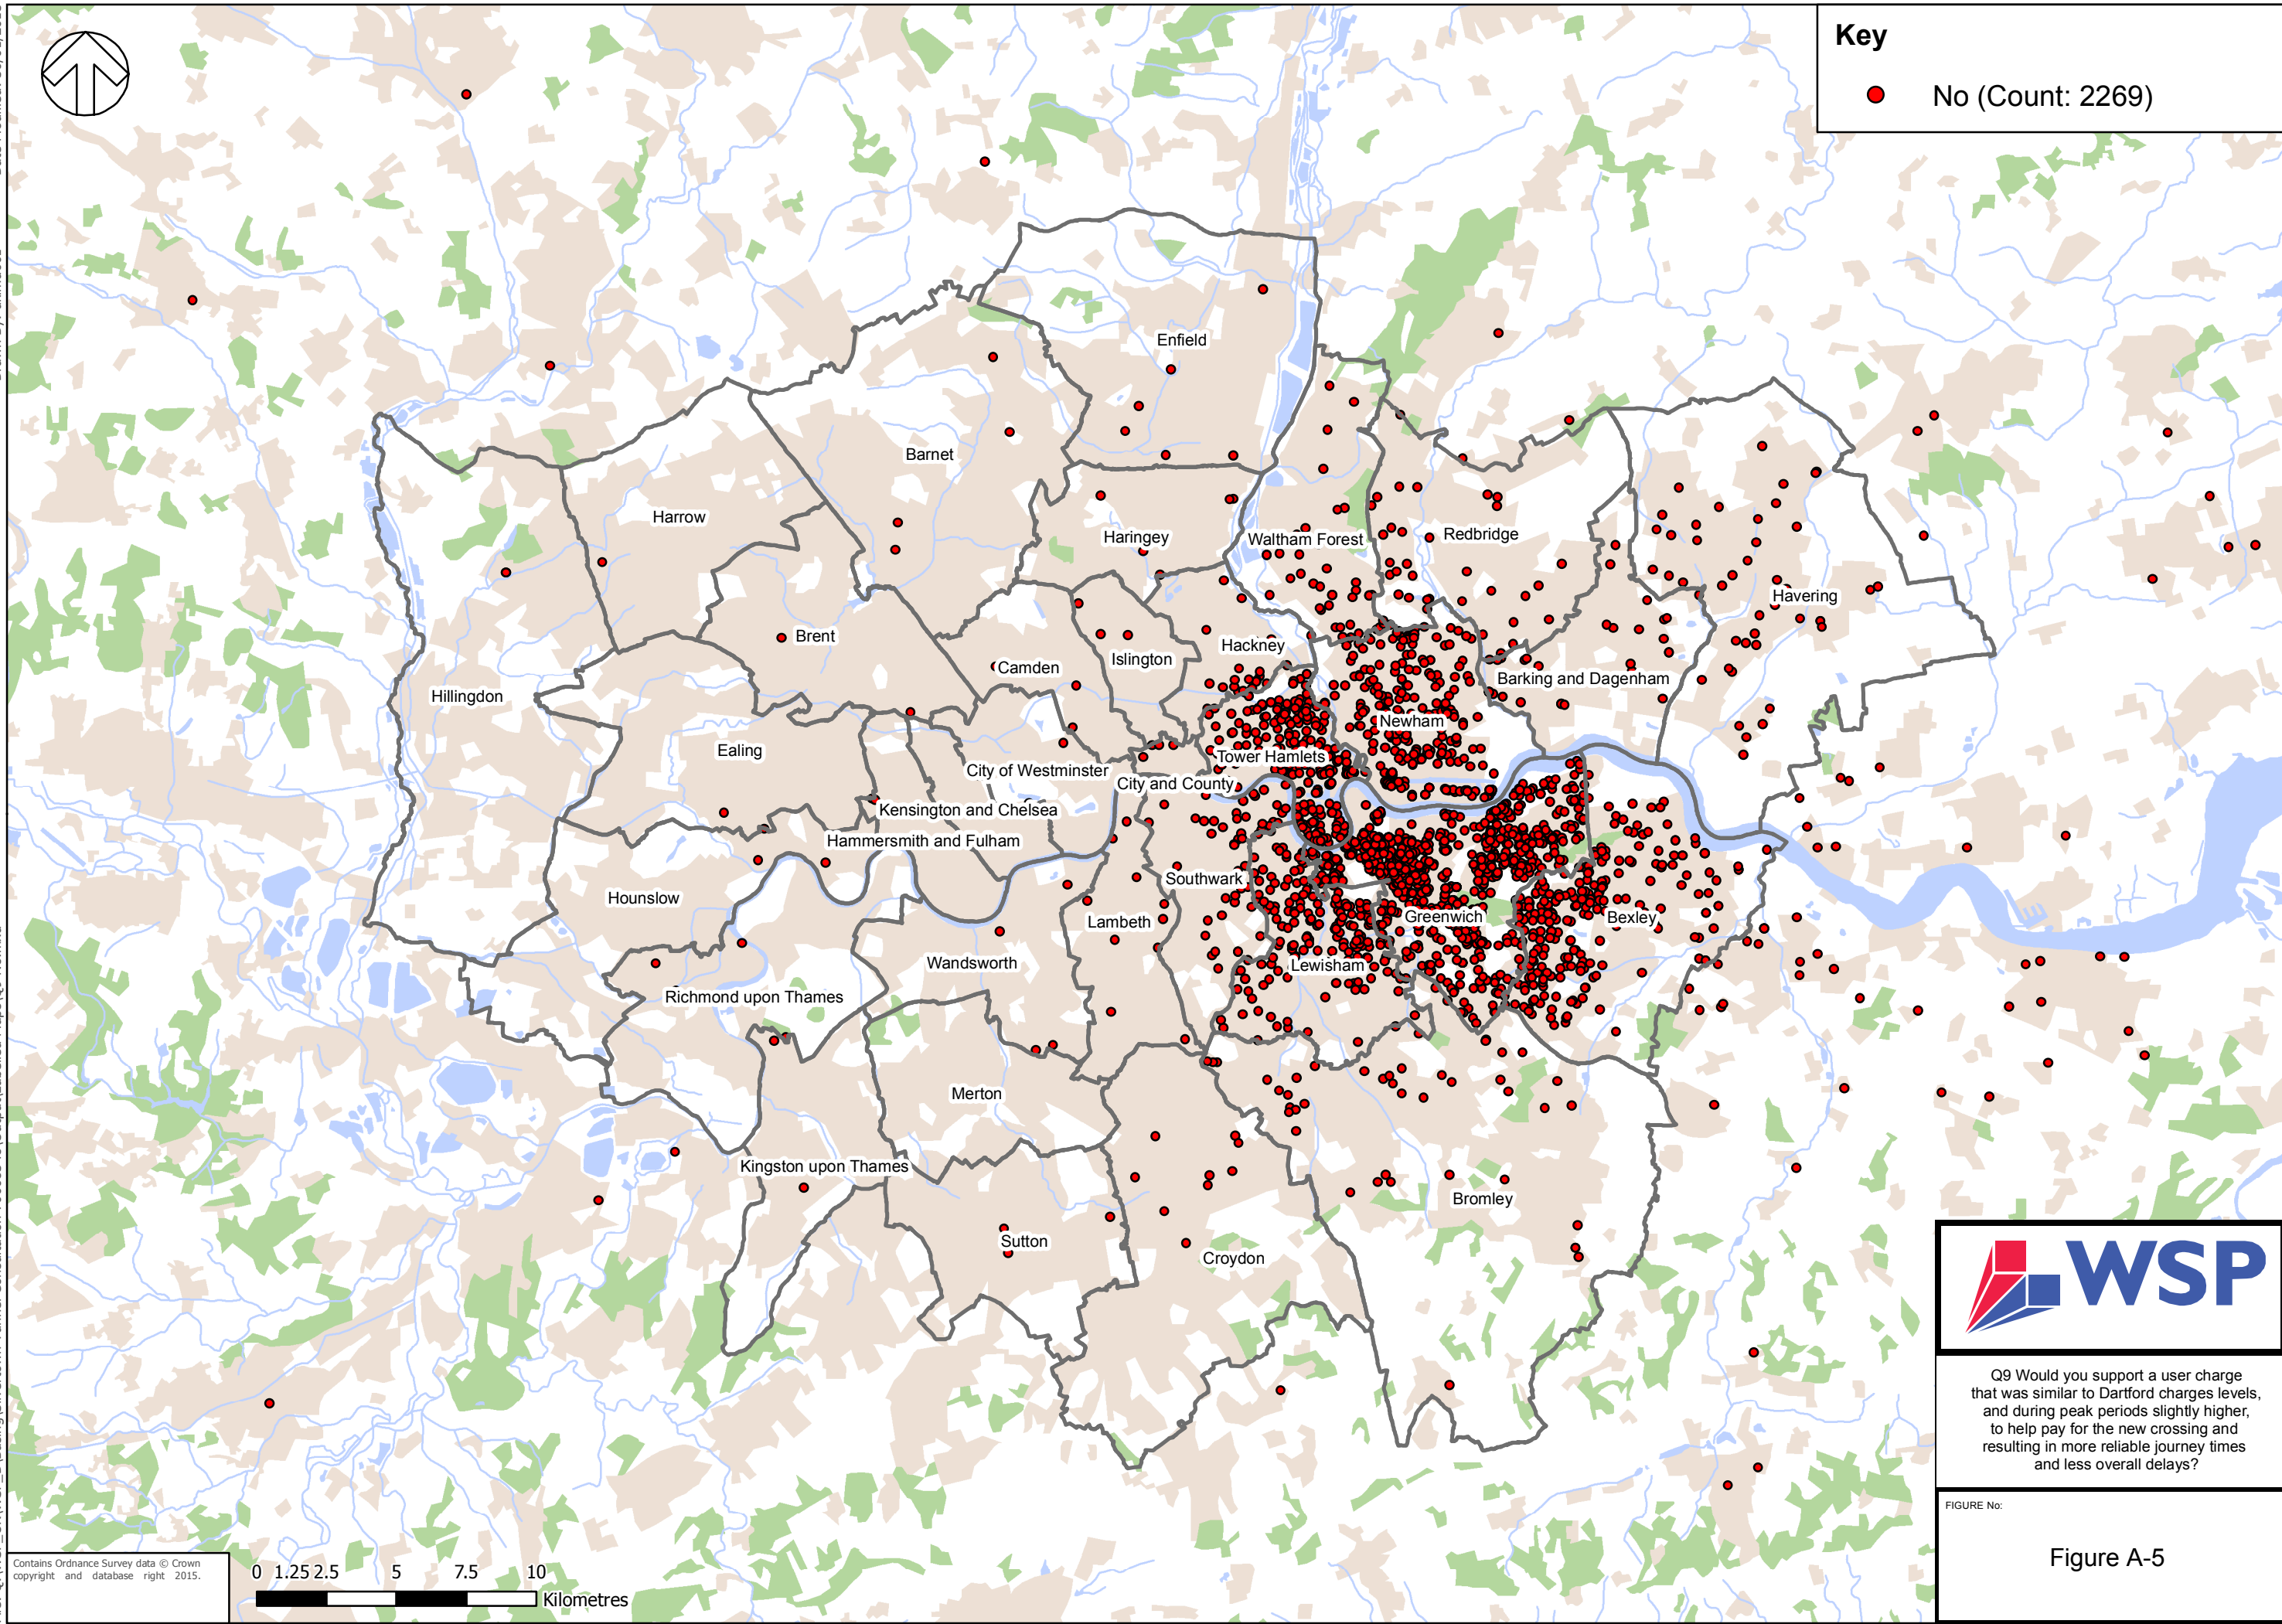 Key
No (Count: 2269)
Enfield
Barnet
Harrow
Haringey
Waltham Forest
Redbridge
Havering
Brent
Camden
Islington
Hackney
Hillingdon
Barking and Dagenham
Newham
Ealing
Tower Hamlets
City of Westminster
City and County
Kensington and Chelsea
Hammersmith and Fulham
Southwark
Hounslow
Lambeth
Greenwich
Bexley
Wandsworth
Lewisham
Richmond upon Thames
Merton
Kingston upon Thames
Bromley
Sutton
Croydon
WSP
Q9 Would you support a user charge
that was similar to Dartford charges levels,
and during peak periods slightly higher,
to help pay for the new crossing and
resulting in more reliable journey times
and less overall delays?
FIGURE No:
Figure A-5
Contains Ordnance Survey data © Crown
copyright and database right 2015.
0 1.25 2.5 5 7.5 10
Kilometres